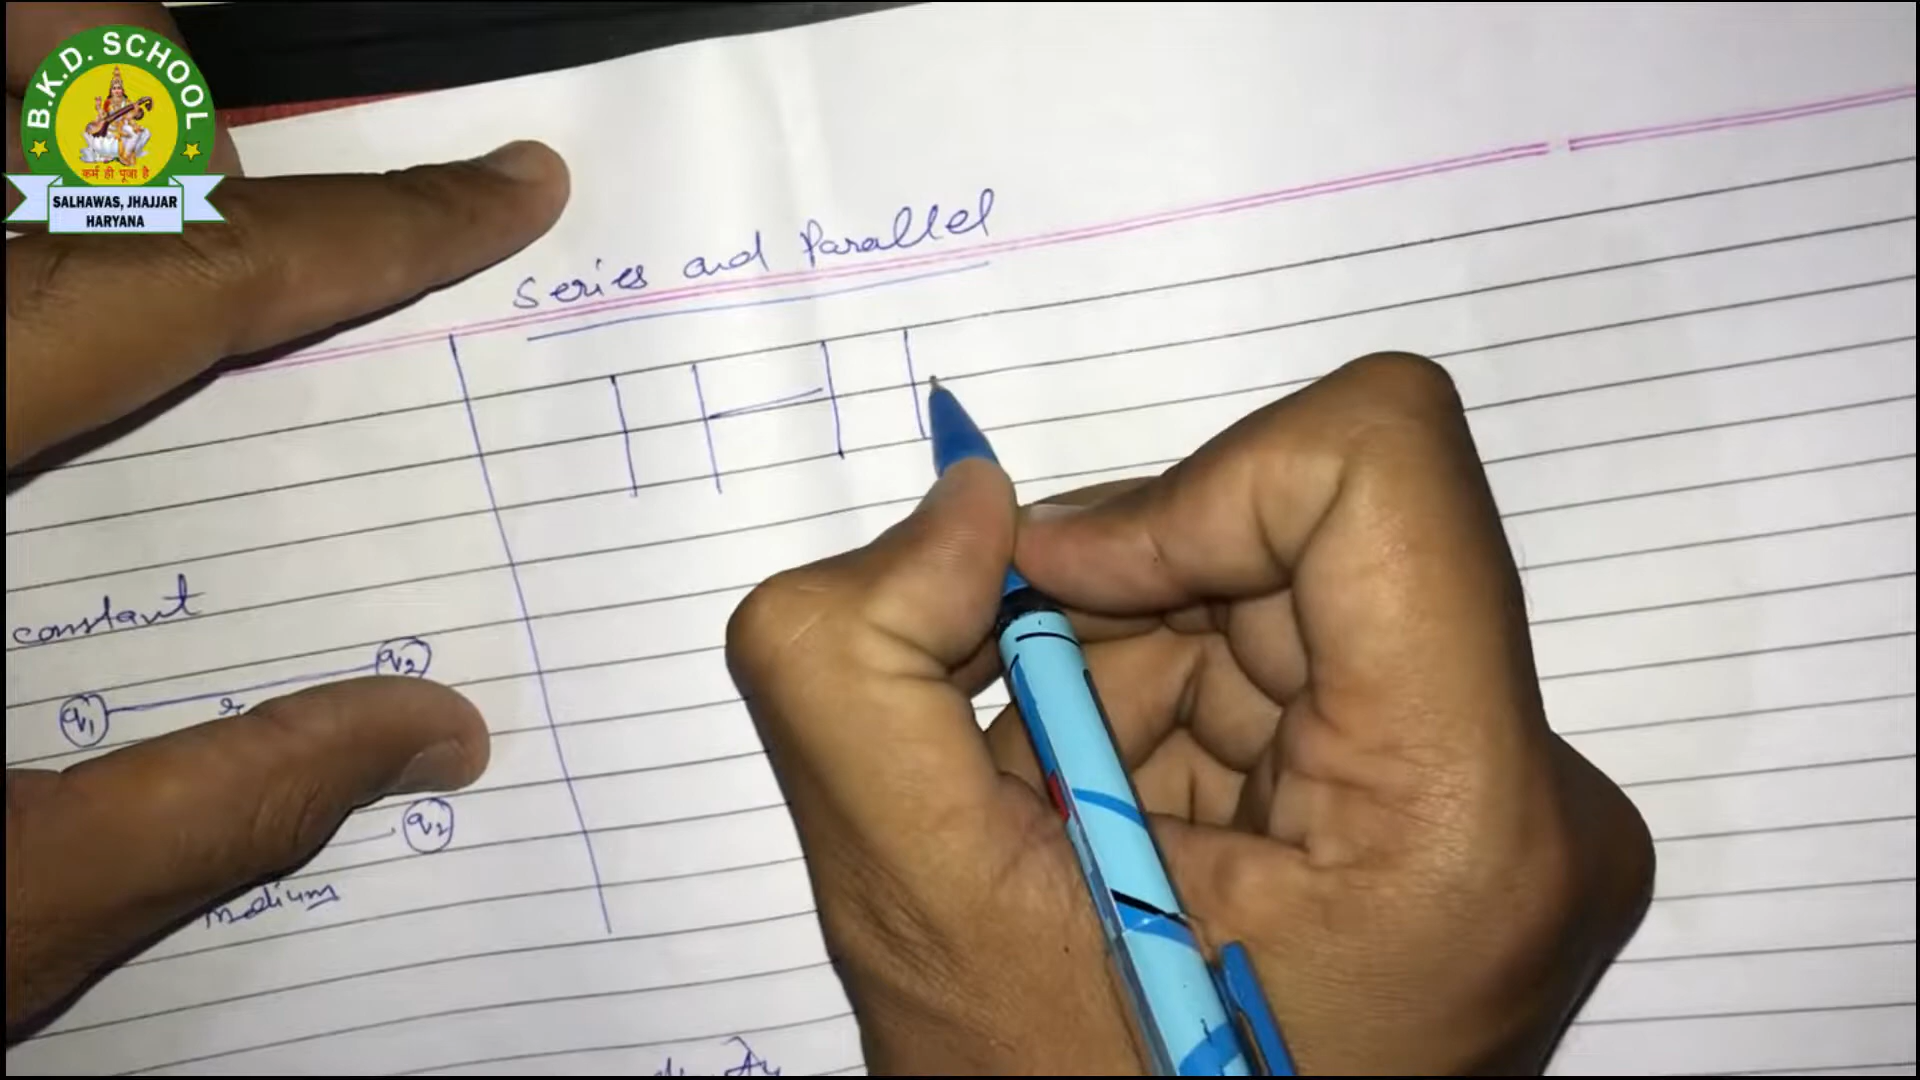 B.K.D. SCHOOL
कर्म ही पूजा है
SALHAWAS, JHAJJAR
HARYANA
Series and Parallel
constant
q1 r q2
q2
medium